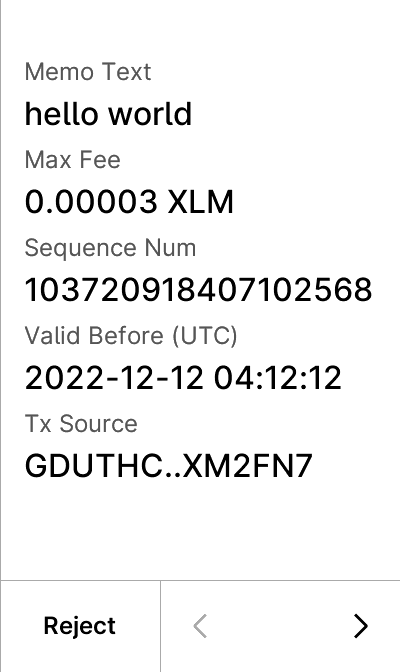 Memo Text
hello world
Max Fee
0.00003 XLM
Sequence Num
103720918407102568
Valid Before (UTC)
2022-12-12 04:12:12
Tx Source
GDUTHC..XM2FN7
Reject